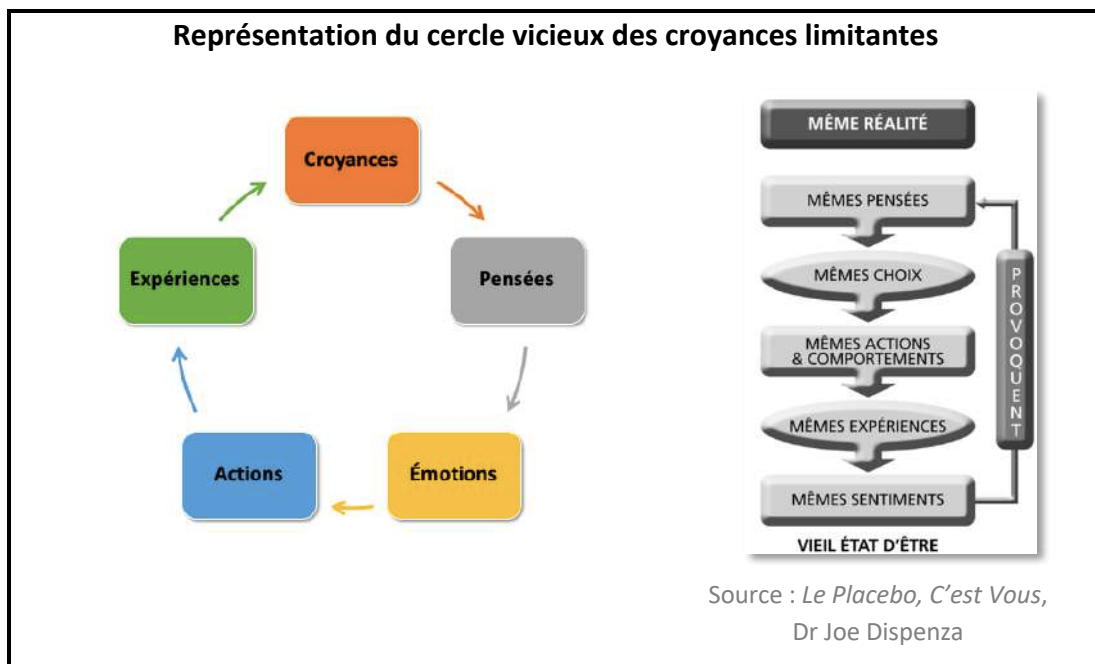 Représentation du cercle vicieux des croyances limitantes
Croyances
Pensées
Émotions
Actions
Expériences
MÊME RÉALITÉ
MÊMES PENSÉES
MÊMES CHOIX
MÊMES ACTIONS
& COMPORTEMENTS
MÊMES EXPÉRIENCES
MÊMES SENTIMENTS
PROVOQUENT
VIEIL ÉTAT D'ÊTRE
Source : Le Placebo, C'est Vous,
Dr Joe Dispenza